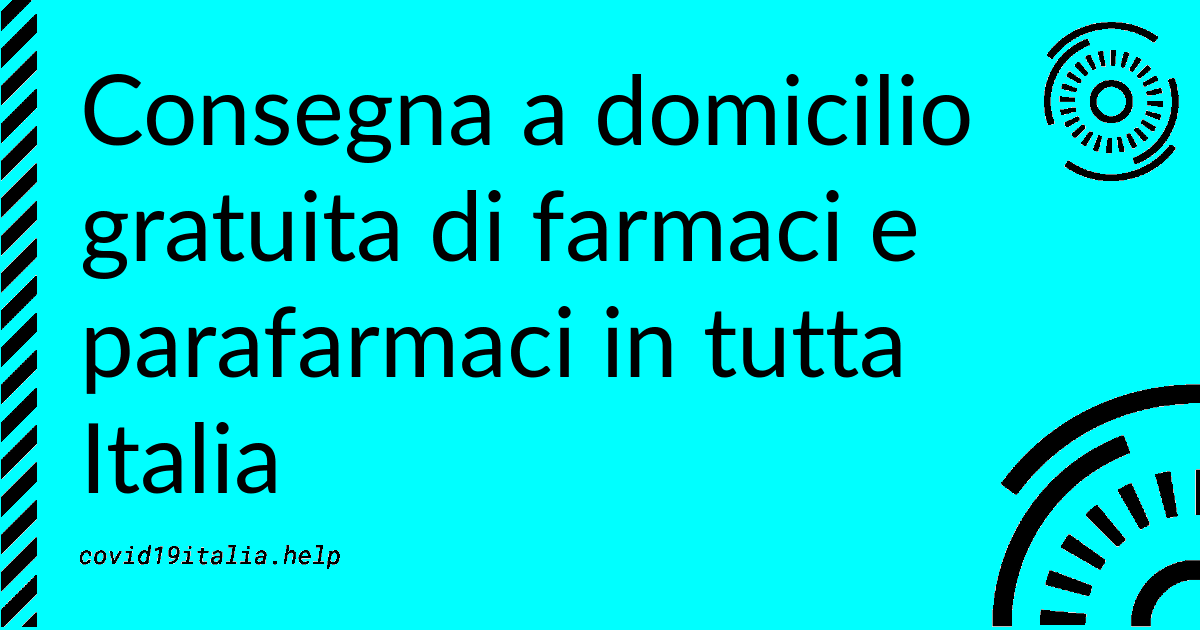 Consegna a domicilio
gratuita di farmaci e
parafarmaci in tutta
Italia
covid19italia.help